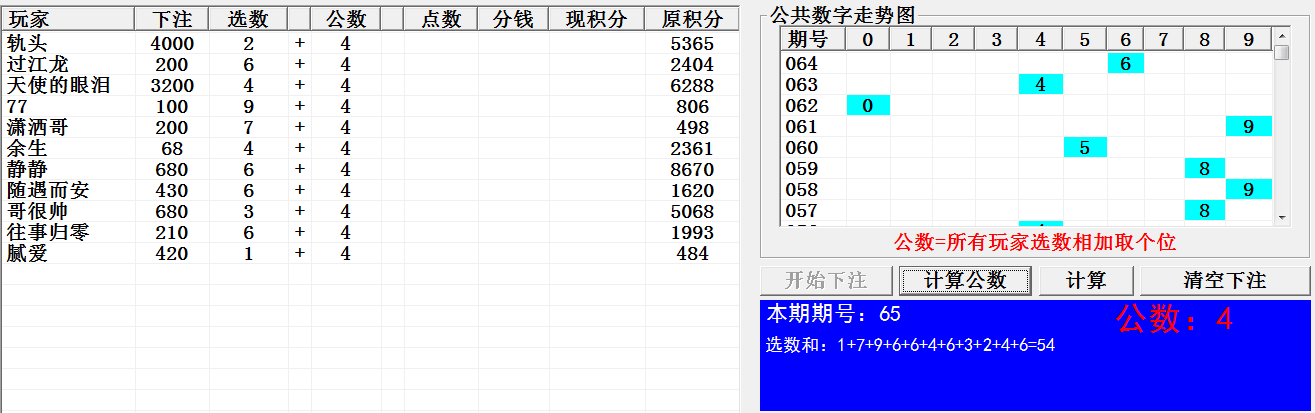 玩家 下注 选数 公数 点数 分钱 现积分 原积分
轨头 4000 2 + 4 5365
过江龙 200 6 + 4 2404
天使的眼泪 3200 4 + 4 6288
77 100 9 + 4 806
潇洒哥 200 7 + 4 498
余生 68 4 + 4 2361
静静 680 6 + 4 8670
随遇而安 430 6 + 4 1620
哥很帅 680 3 + 4 5068
往事归零 210 6 + 4 1993
腻爱 420 1 + 4 484
公共数字走势图
期号 0 1 2 3 4 5 6 7 8 9
064 6
063 4
062 0
061 9
060 5
059 8
058 9
057 8
公数=所有玩家选数相加取个位
开始下注 计算公数 计算 清空下注
本期期号：65 公数：4
选数和：1+7+9+6+6+4+6+3+2+4+6=54